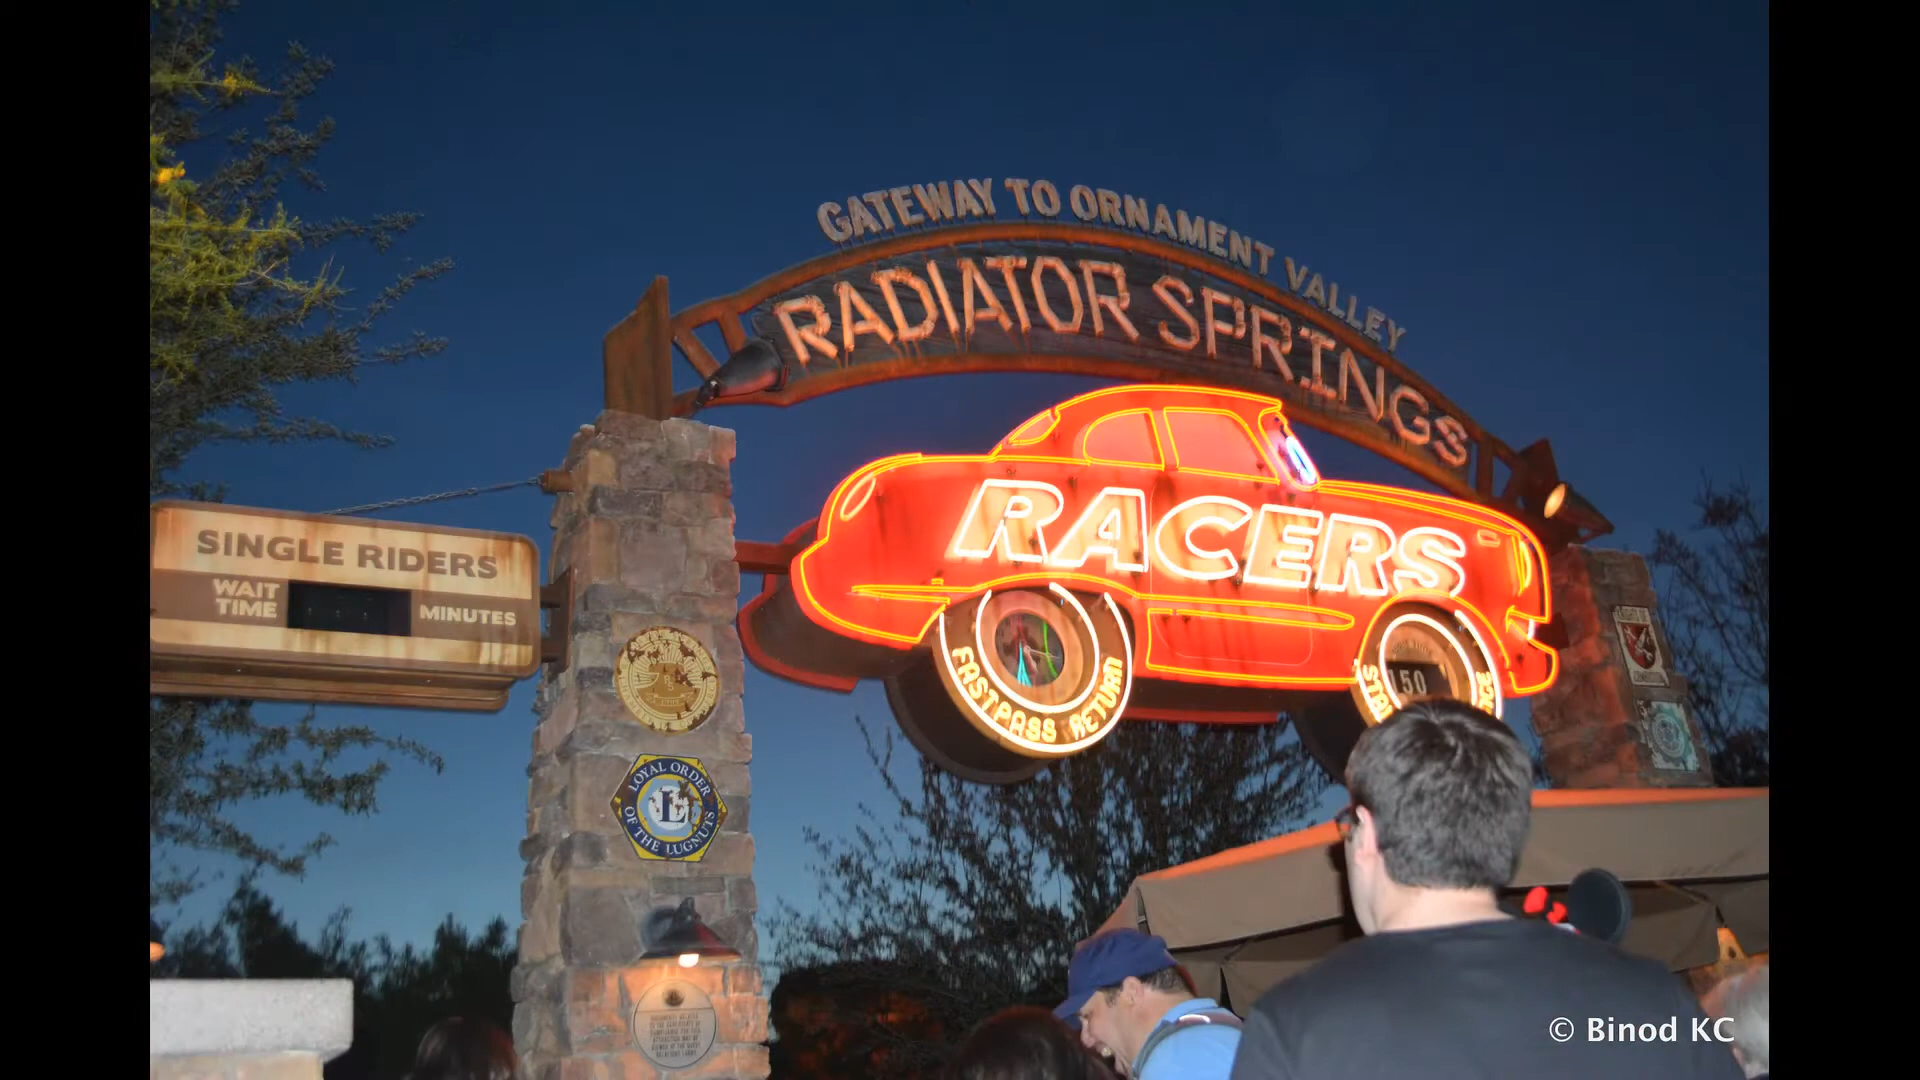 GATEWAY TO ORNAMENT VALLEY
RADIATOR SPRINGS
RACERS
FASTPASS RETURN
150
SINGLE RIDERS
WAIT
TIME
MINUTES
LOYAL ORDER
OF THE LUGNUTS
L
© Binod KC